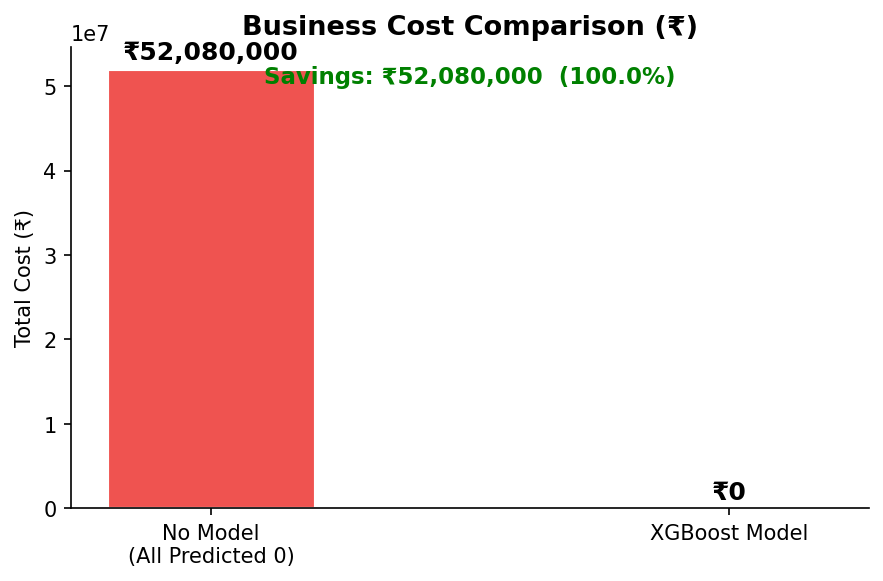 Business Cost Comparison (₹)
1e7
₹52,080,000
Savings: ₹52,080,000  (100.0%)
5
4
3
2
1
0
Total Cost (₹)
₹0
No Model
(All Predicted 0)
XGBoost Model